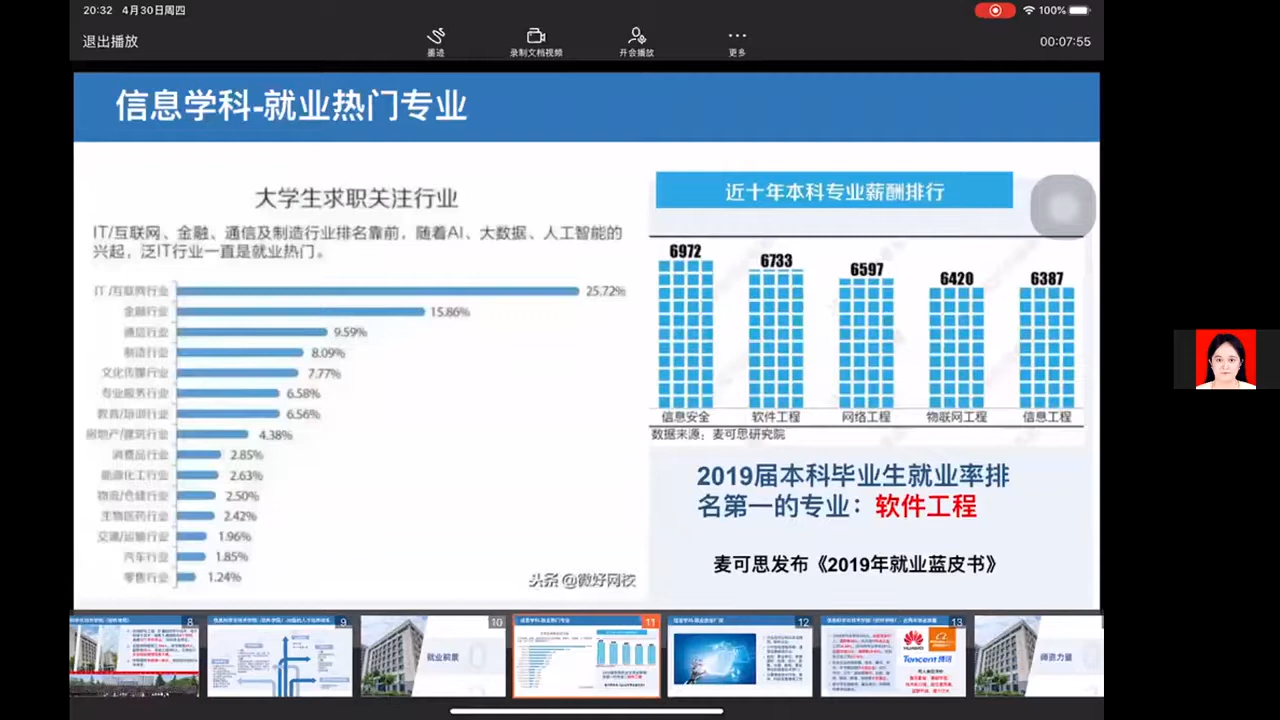 20:32 4月30日周四
100%
退出播放
墨迹
录制文档视频
开会播放
更多
00:07:55
信息学科-就业热门专业
大学生求职关注行业
IT/互联网、金融、通信及制造行业排名靠前，随着AI、大数据、人工智能的
兴起，泛IT行业一直是就业热门。
IT/互联网行业 25.72%
金融行业 15.86%
通信行业 9.59%
制造行业 8.09%
文化传媒行业 7.77%
专业服务行业 6.58%
教育/培训行业 6.56%
房地产/建筑行业 4.38%
消费品行业 2.85%
能源化工行业 2.63%
物流/仓储行业 2.50%
生物医药行业 2.42%
交通/运输行业 1.96%
汽车行业 1.85%
零售行业 1.24%
头条 @微好网校
近十年本科专业薪酬排行
6972 6733 6597 6420 6387
信息安全 软件工程 网络工程 物联网工程 信息工程
数据来源：麦可思研究院
2019届本科毕业生就业率排
名第一的专业：软件工程
麦可思发布《2019年就业蓝皮书》
8
9
10
就业前景
11
12
13
HUAWEI
Tencent 腾讯
师资力量